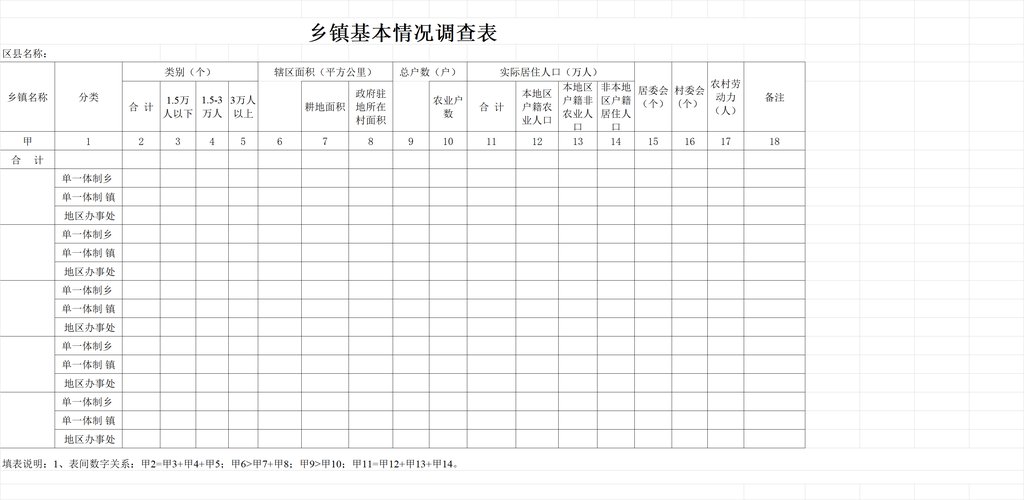 乡镇基本情况调查表
区县名称:
乡镇名称 分类 类别（个） 辖区面积（平方公里） 总户数（户） 实际居住人口（万人） 居委会（个） 村委会（个） 农村劳动力（人） 备注
合 计 1.5万人以下 1.5-3万人 3万人以上 耕地面积 政府驻地所在村面积 农业户数 合 计 本地区户籍农业人口 本地区户籍非农业人口 非本地区户籍居住人口
甲 1 2 3 4 5 6 7 8 9 10 11 12 13 14 15 16 17 18
合 计
单一体制乡
单一体制 镇
地区办事处
单一体制乡
单一体制 镇
地区办事处
单一体制乡
单一体制 镇
地区办事处
单一体制乡
单一体制 镇
地区办事处
单一体制乡
单一体制 镇
地区办事处
填表说明：1、表间数字关系：甲2=甲3+甲4+甲5；甲6>甲7+甲8；甲9>甲10；甲11=甲12+甲13+甲14。